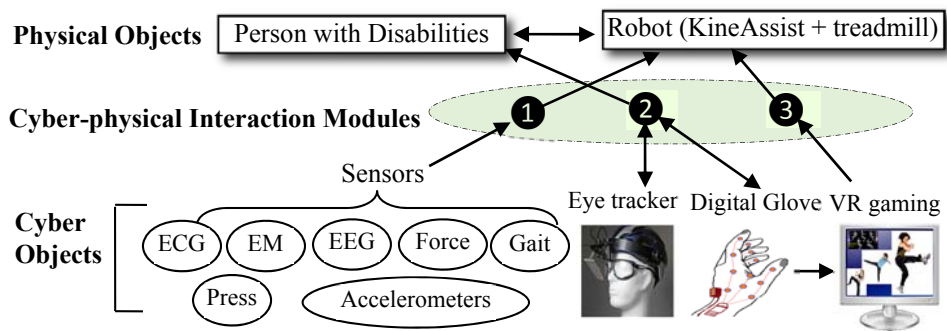 Physical Objects
Person with Disabilities
Robot (KineAssist + treadmill)
Cyber-physical Interaction Modules
1
2
3
Sensors
Eye tracker
Digital Glove
VR gaming
Cyber
Objects
ECG
EM
EEG
Force
Gait
Press
Accelerometers